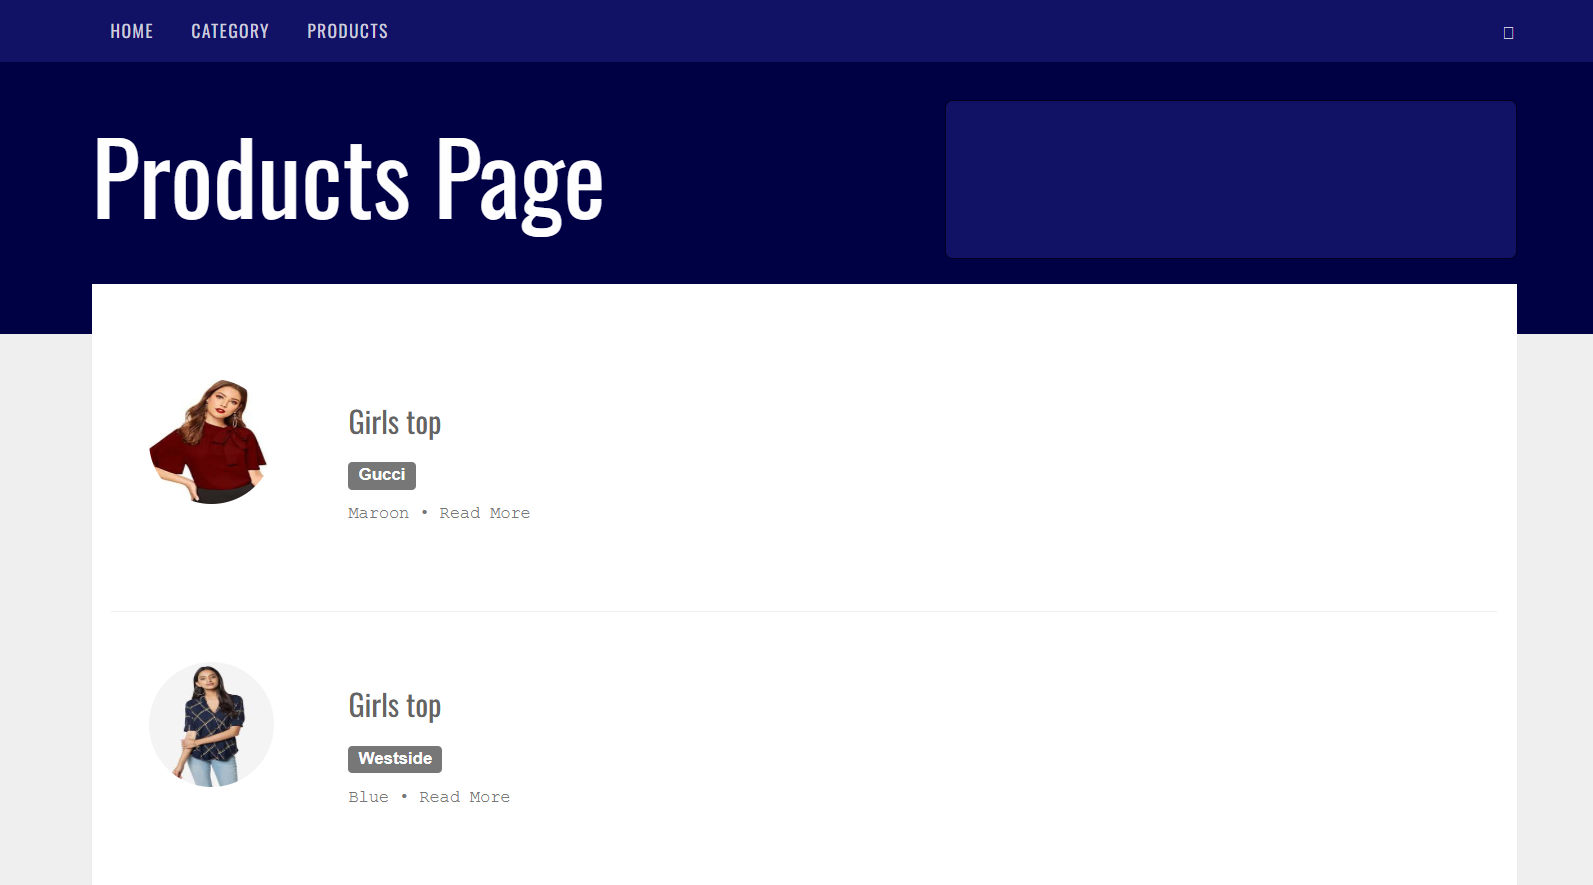 HOME CATEGORY PRODUCTS
Products Page
Girls top
Gucci
Maroon • Read More
Girls top
Westside
Blue • Read More